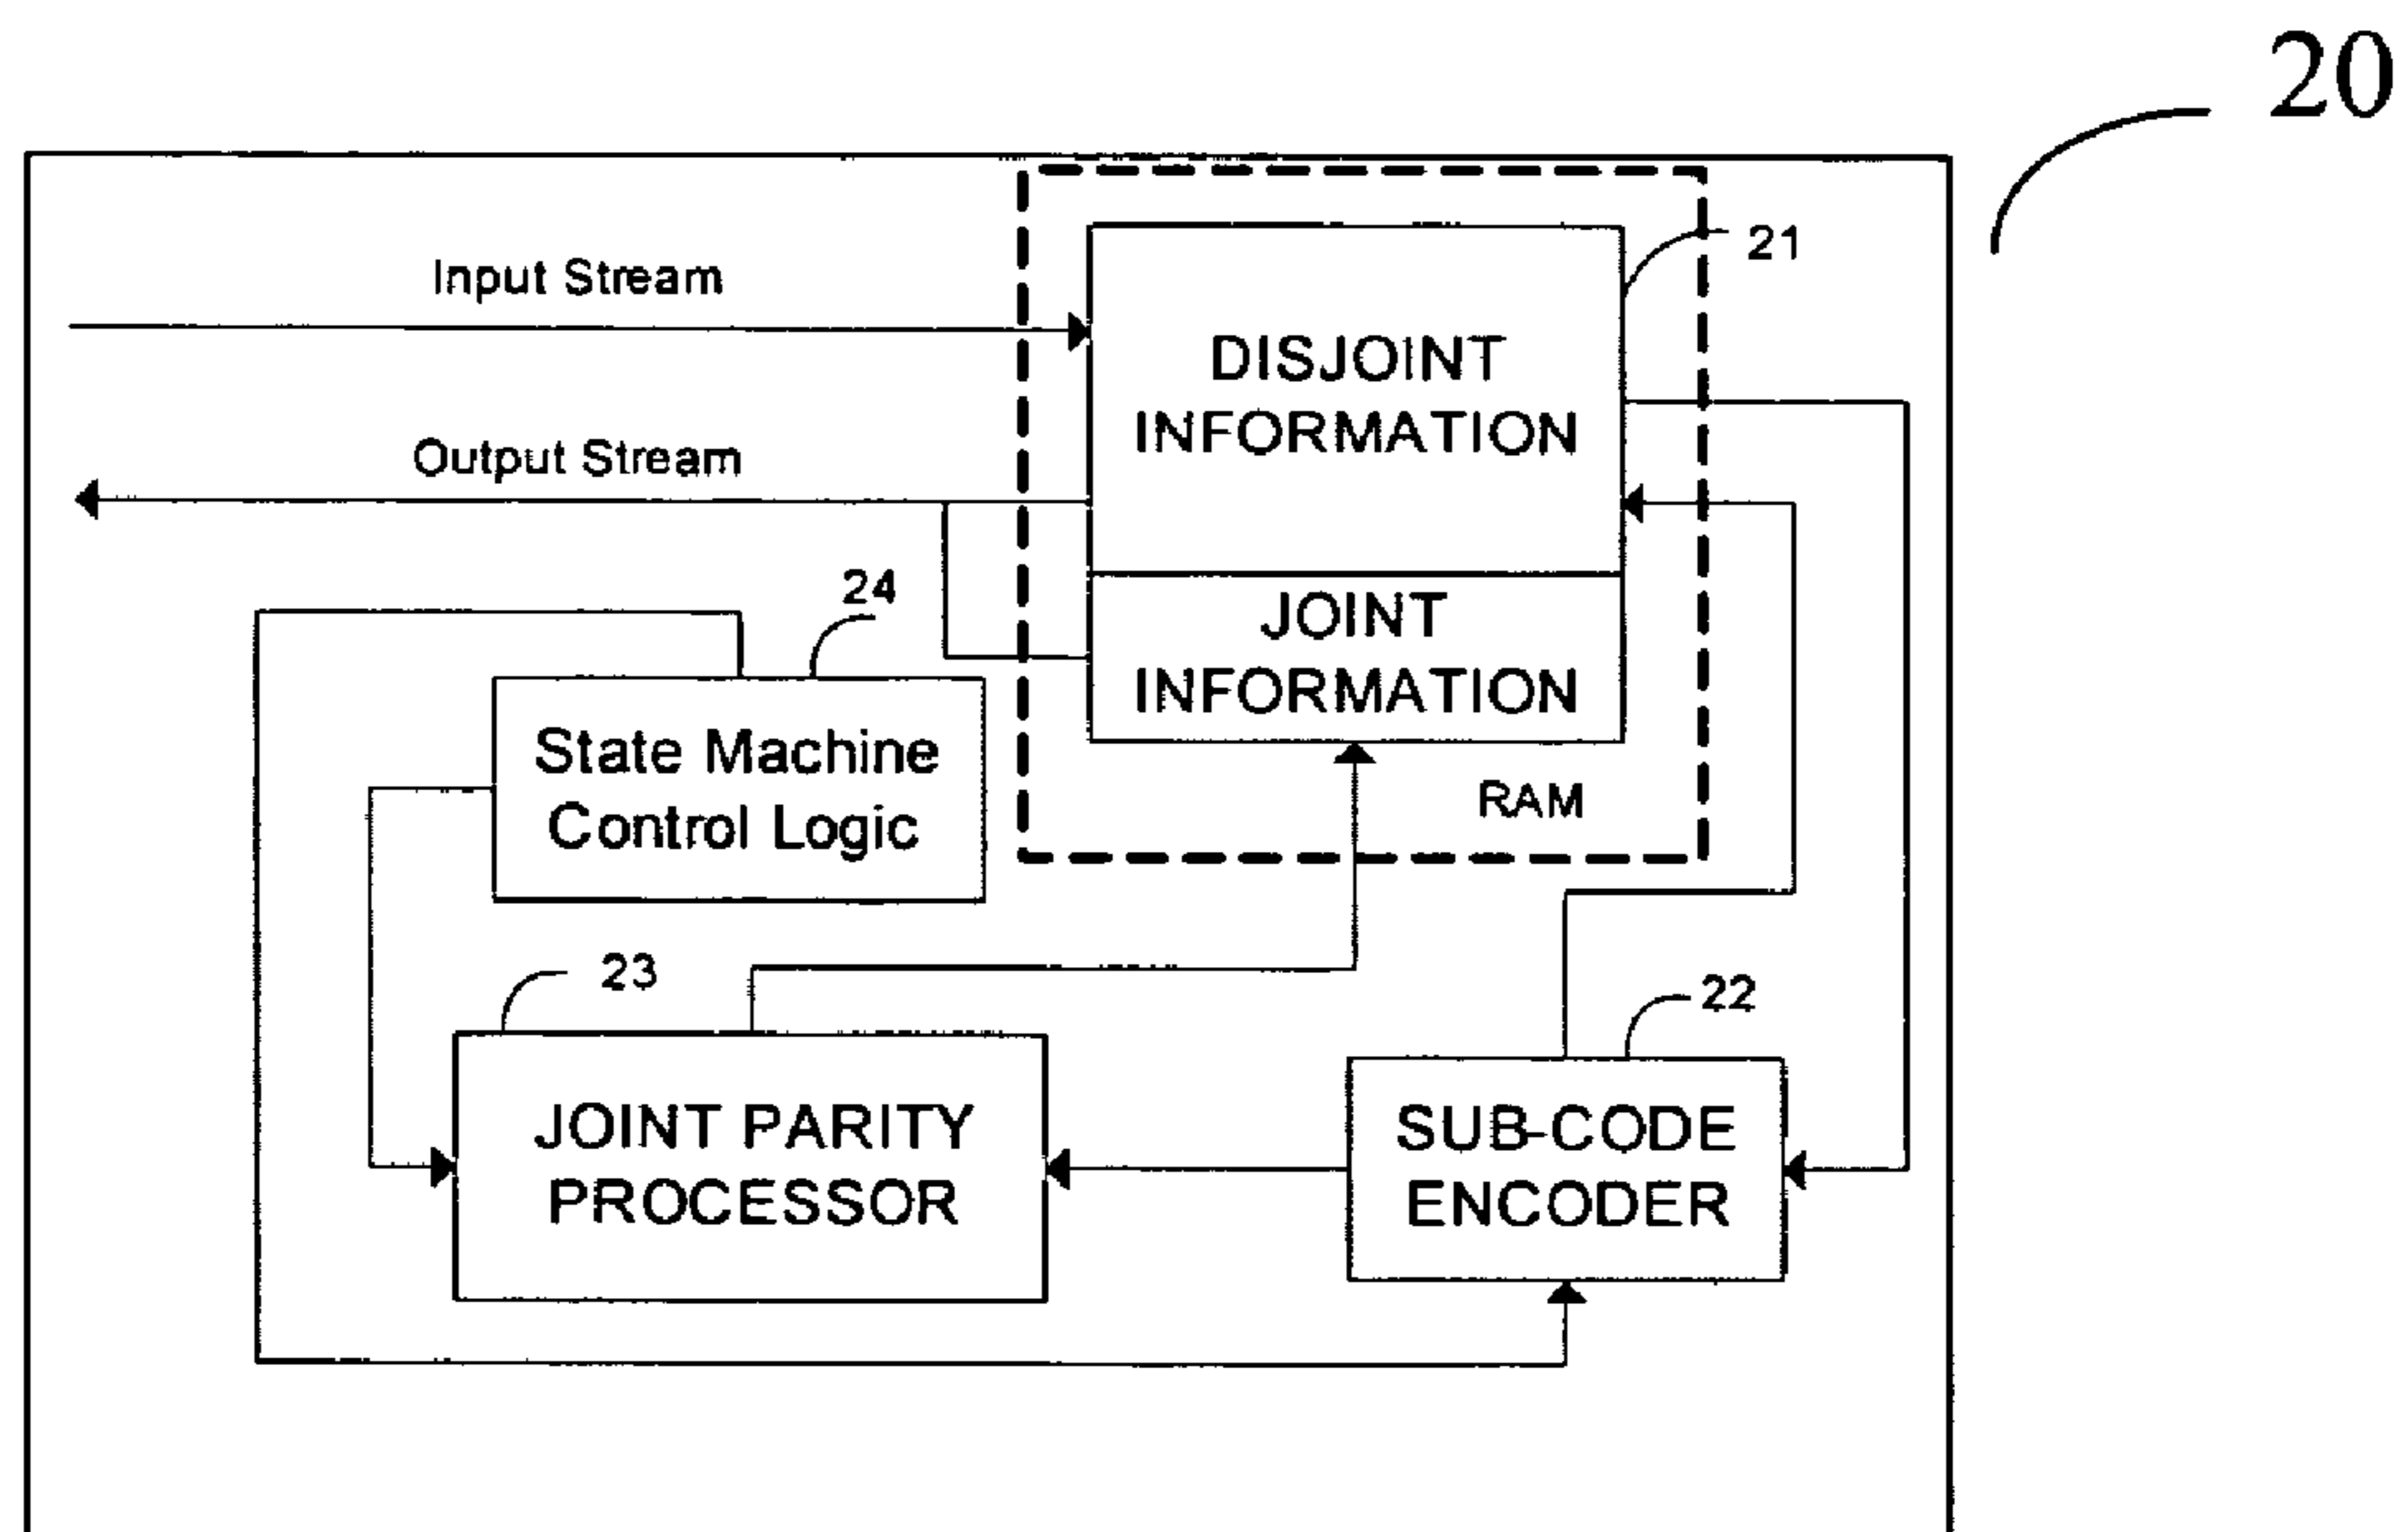 20
21
Input Stream
DISJOINT
INFORMATION
Output Stream
24
JOINT
INFORMATION
State Machine
Control Logic
RAM
23
22
JOINT PARITY
PROCESSOR
SUB-CODE
ENCODER